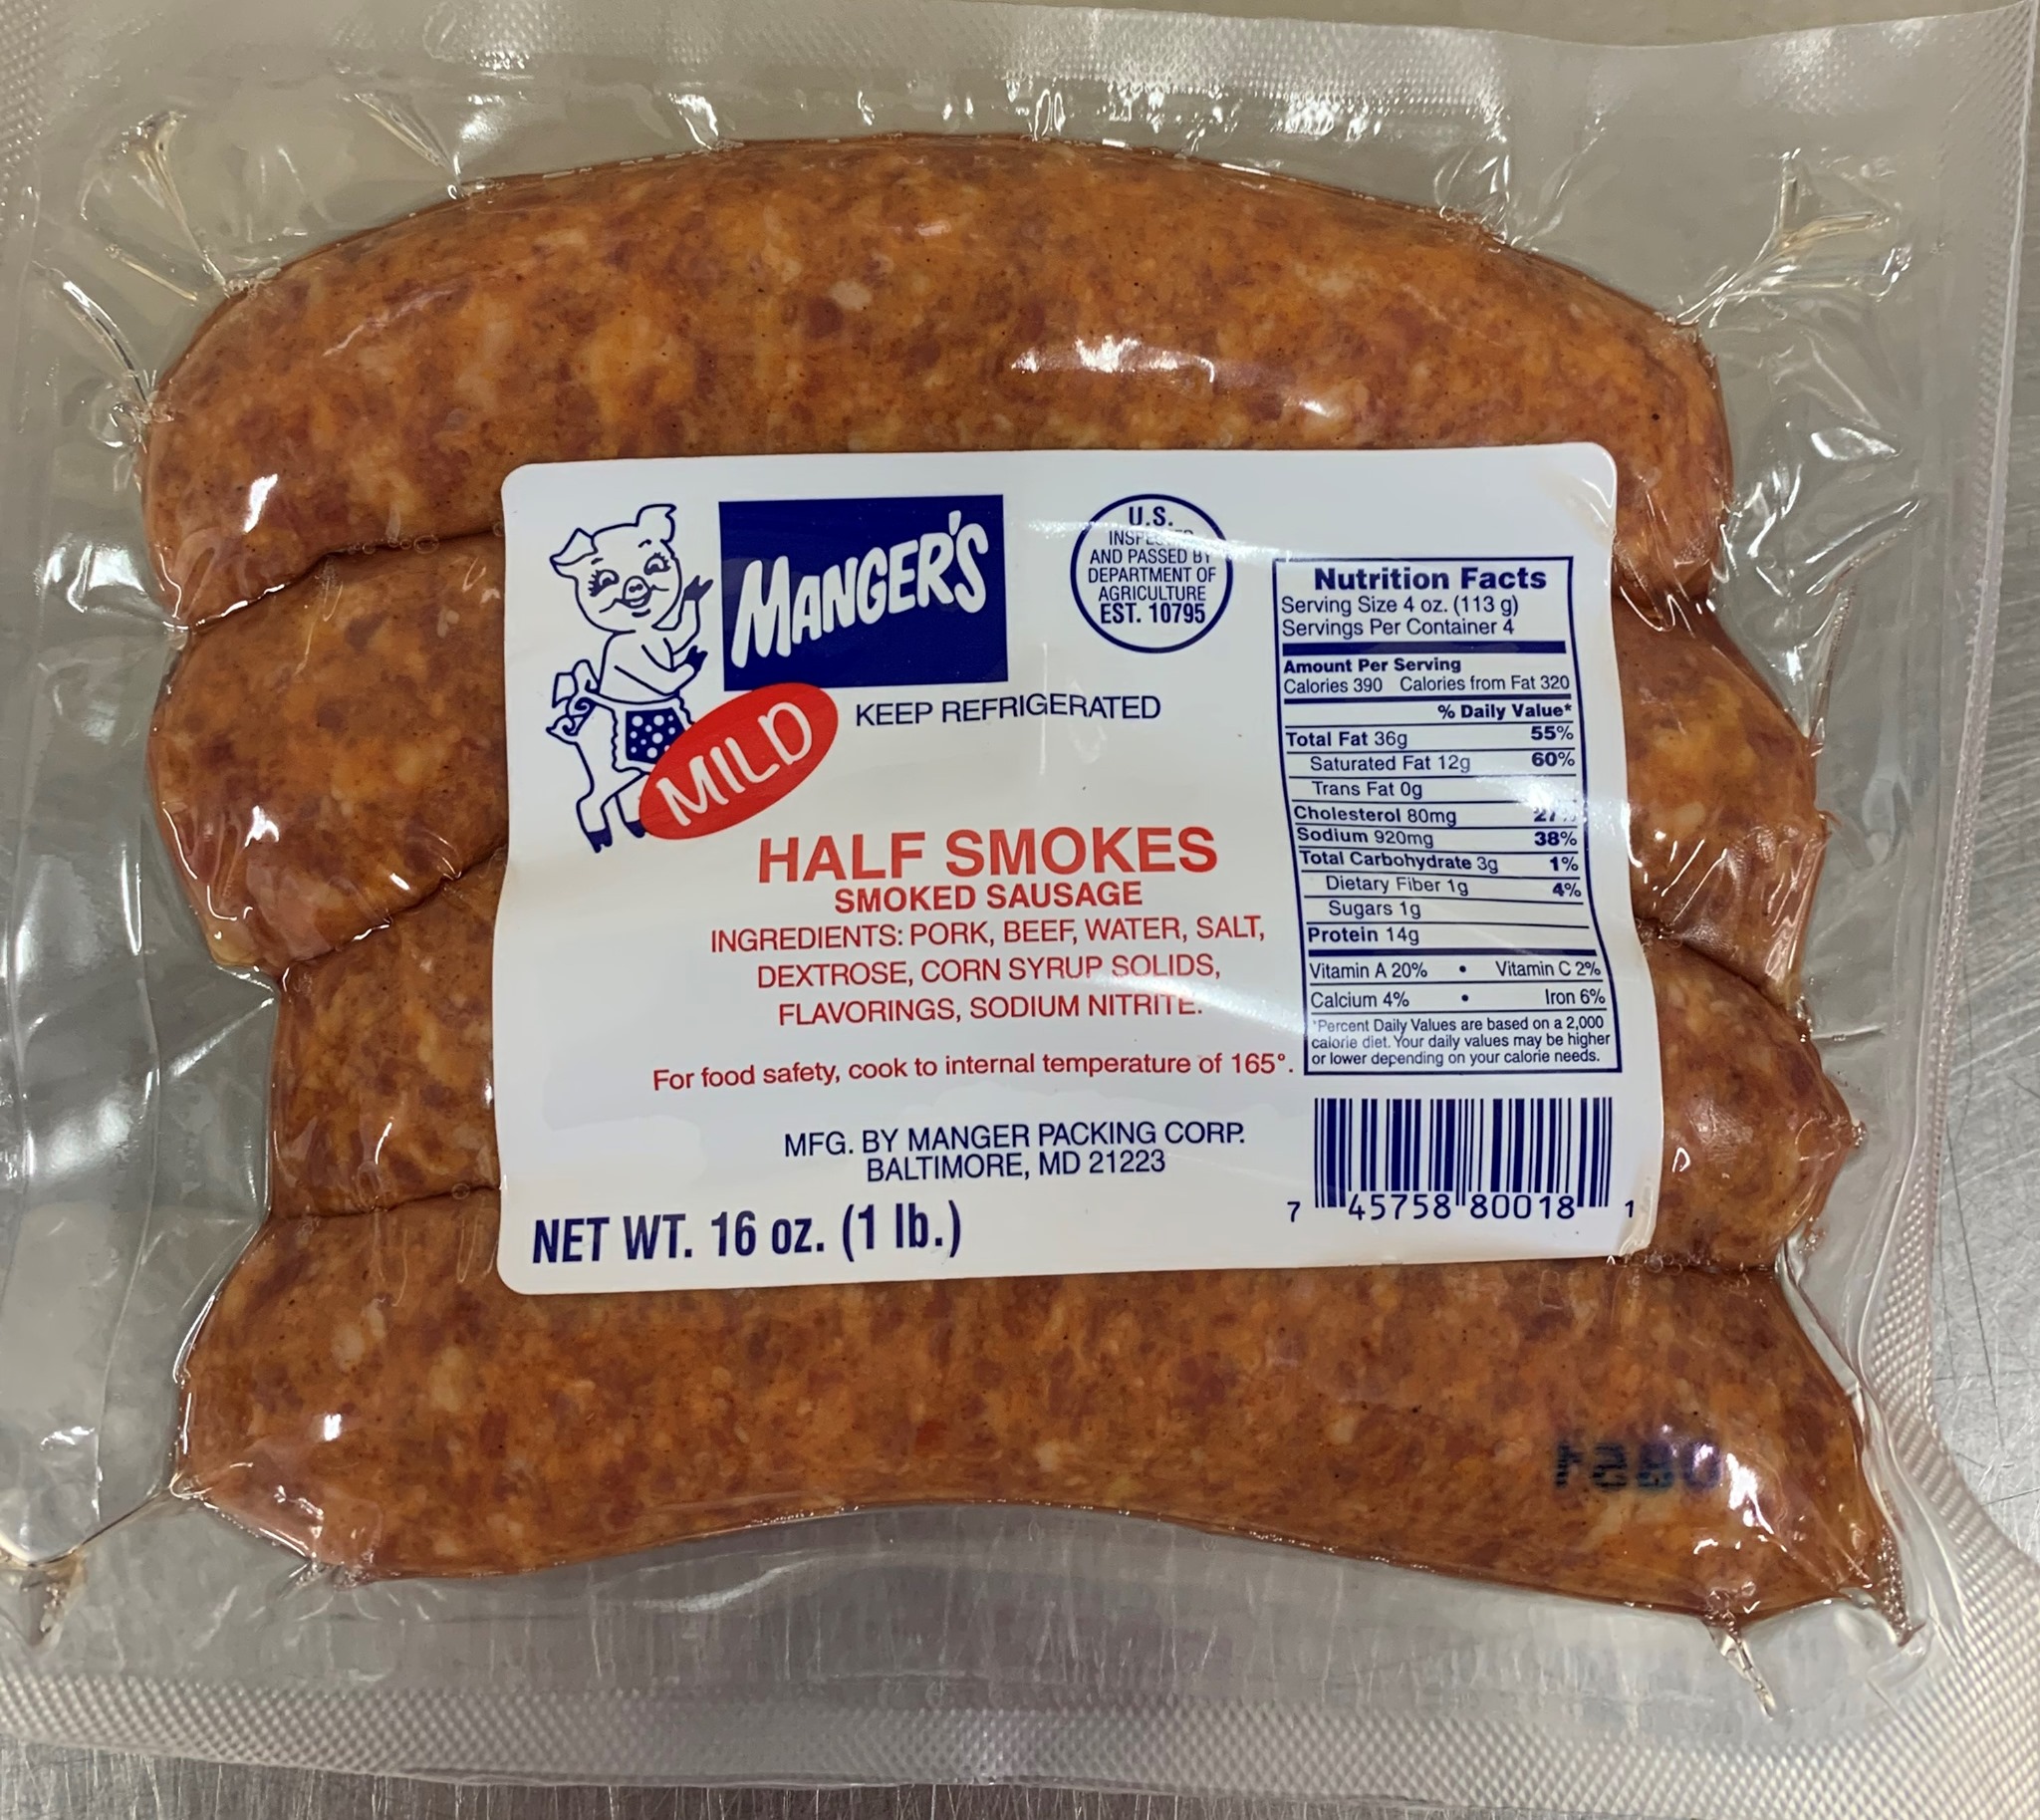 MANGER'S
MILD
KEEP REFRIGERATED
U.S.
AND PASSED BY
DEPARTMENT OF
AGRICULTURE
EST. 10795
HALF SMOKES
SMOKED SAUSAGE
INGREDIENTS: PORK, BEEF, WATER, SALT,
DEXTROSE, CORN SYRUP SOLIDS,
FLAVORINGS, SODIUM NITRITE.
For food safety, cook to internal temperature of 165°.
MFG. BY MANGER PACKING CORP.
BALTIMORE, MD 21223
NET WT. 16 oz. (1 lb.)
Nutrition Facts
Serving Size 4 oz. (113 g)
Servings Per Container 4
Amount Per Serving
Calories 390 Calories from Fat 320
% Daily Value*
Total Fat 36g 55%
Saturated Fat 12g 60%
Trans Fat 0g
Cholesterol 80mg
Sodium 920mg 38%
Total Carbohydrate 3g 1%
Dietary Fiber 1g 4%
Sugars 1g
Protein 14g
Vitamin A 20% • Vitamin C 2%
Calcium 4% • Iron 6%
*Percent Daily Values are based on a 2,000
calorie diet. Your daily values may be higher
or lower depending on your calorie needs.
7 45758 80018 1